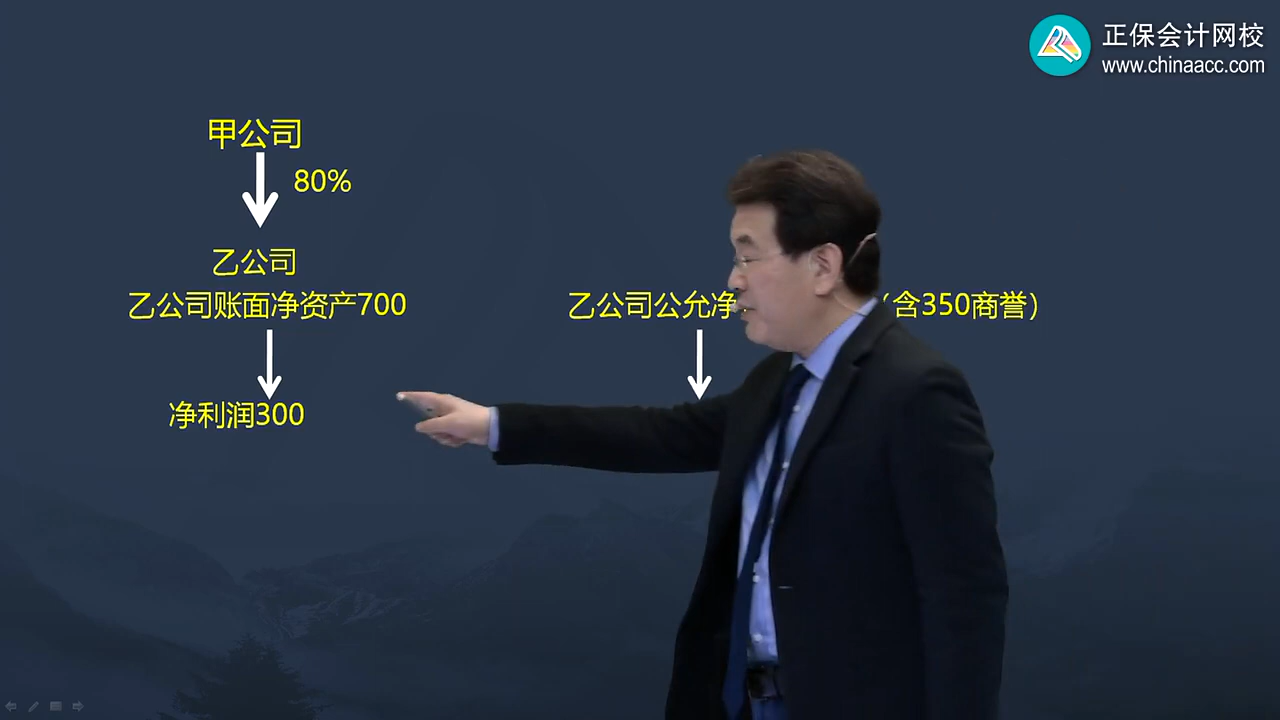 正保会计网校
www.chinaacc.com
甲公司
80%
乙公司
乙公司账面净资产700
乙公司公允净 （含350商誉）
净利润300